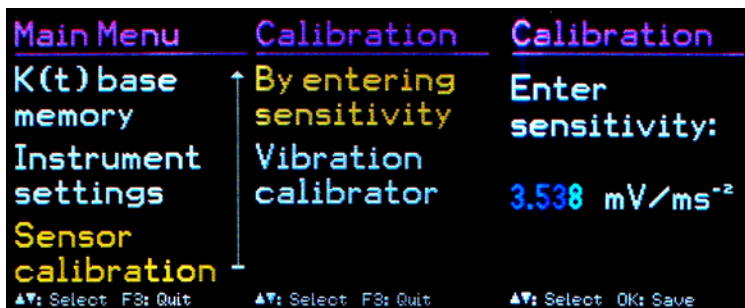 Main Menu
K(t) base
memory
Instrument
settings
Sensor
calibration
▲▼: Select F3: Quit
Calibration
By entering
sensitivity
Vibration
calibrator
▲▼: Select F3: Quit
Calibration
Enter
sensitivity:
3.538 mV/ms⁻²
▲▼: Select OK: Save